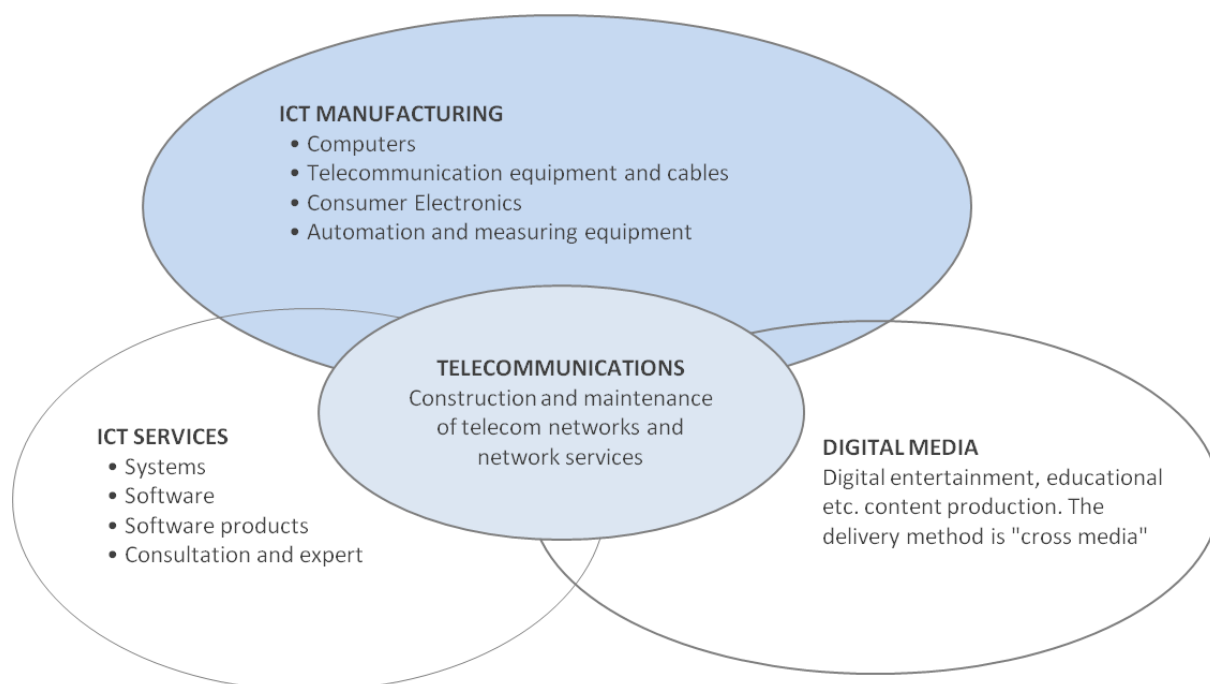 ICT MANUFACTURING
• Computers
• Telecommunication equipment and cables
• Consumer Electronics
• Automation and measuring equipment
TELECOMMUNICATIONS
Construction and maintenance
of telecom networks and
network services
ICT SERVICES
• Systems
• Software
• Software products
• Consultation and expert
DIGITAL MEDIA
Digital entertainment, educational
etc. content production. The
delivery method is "cross media"